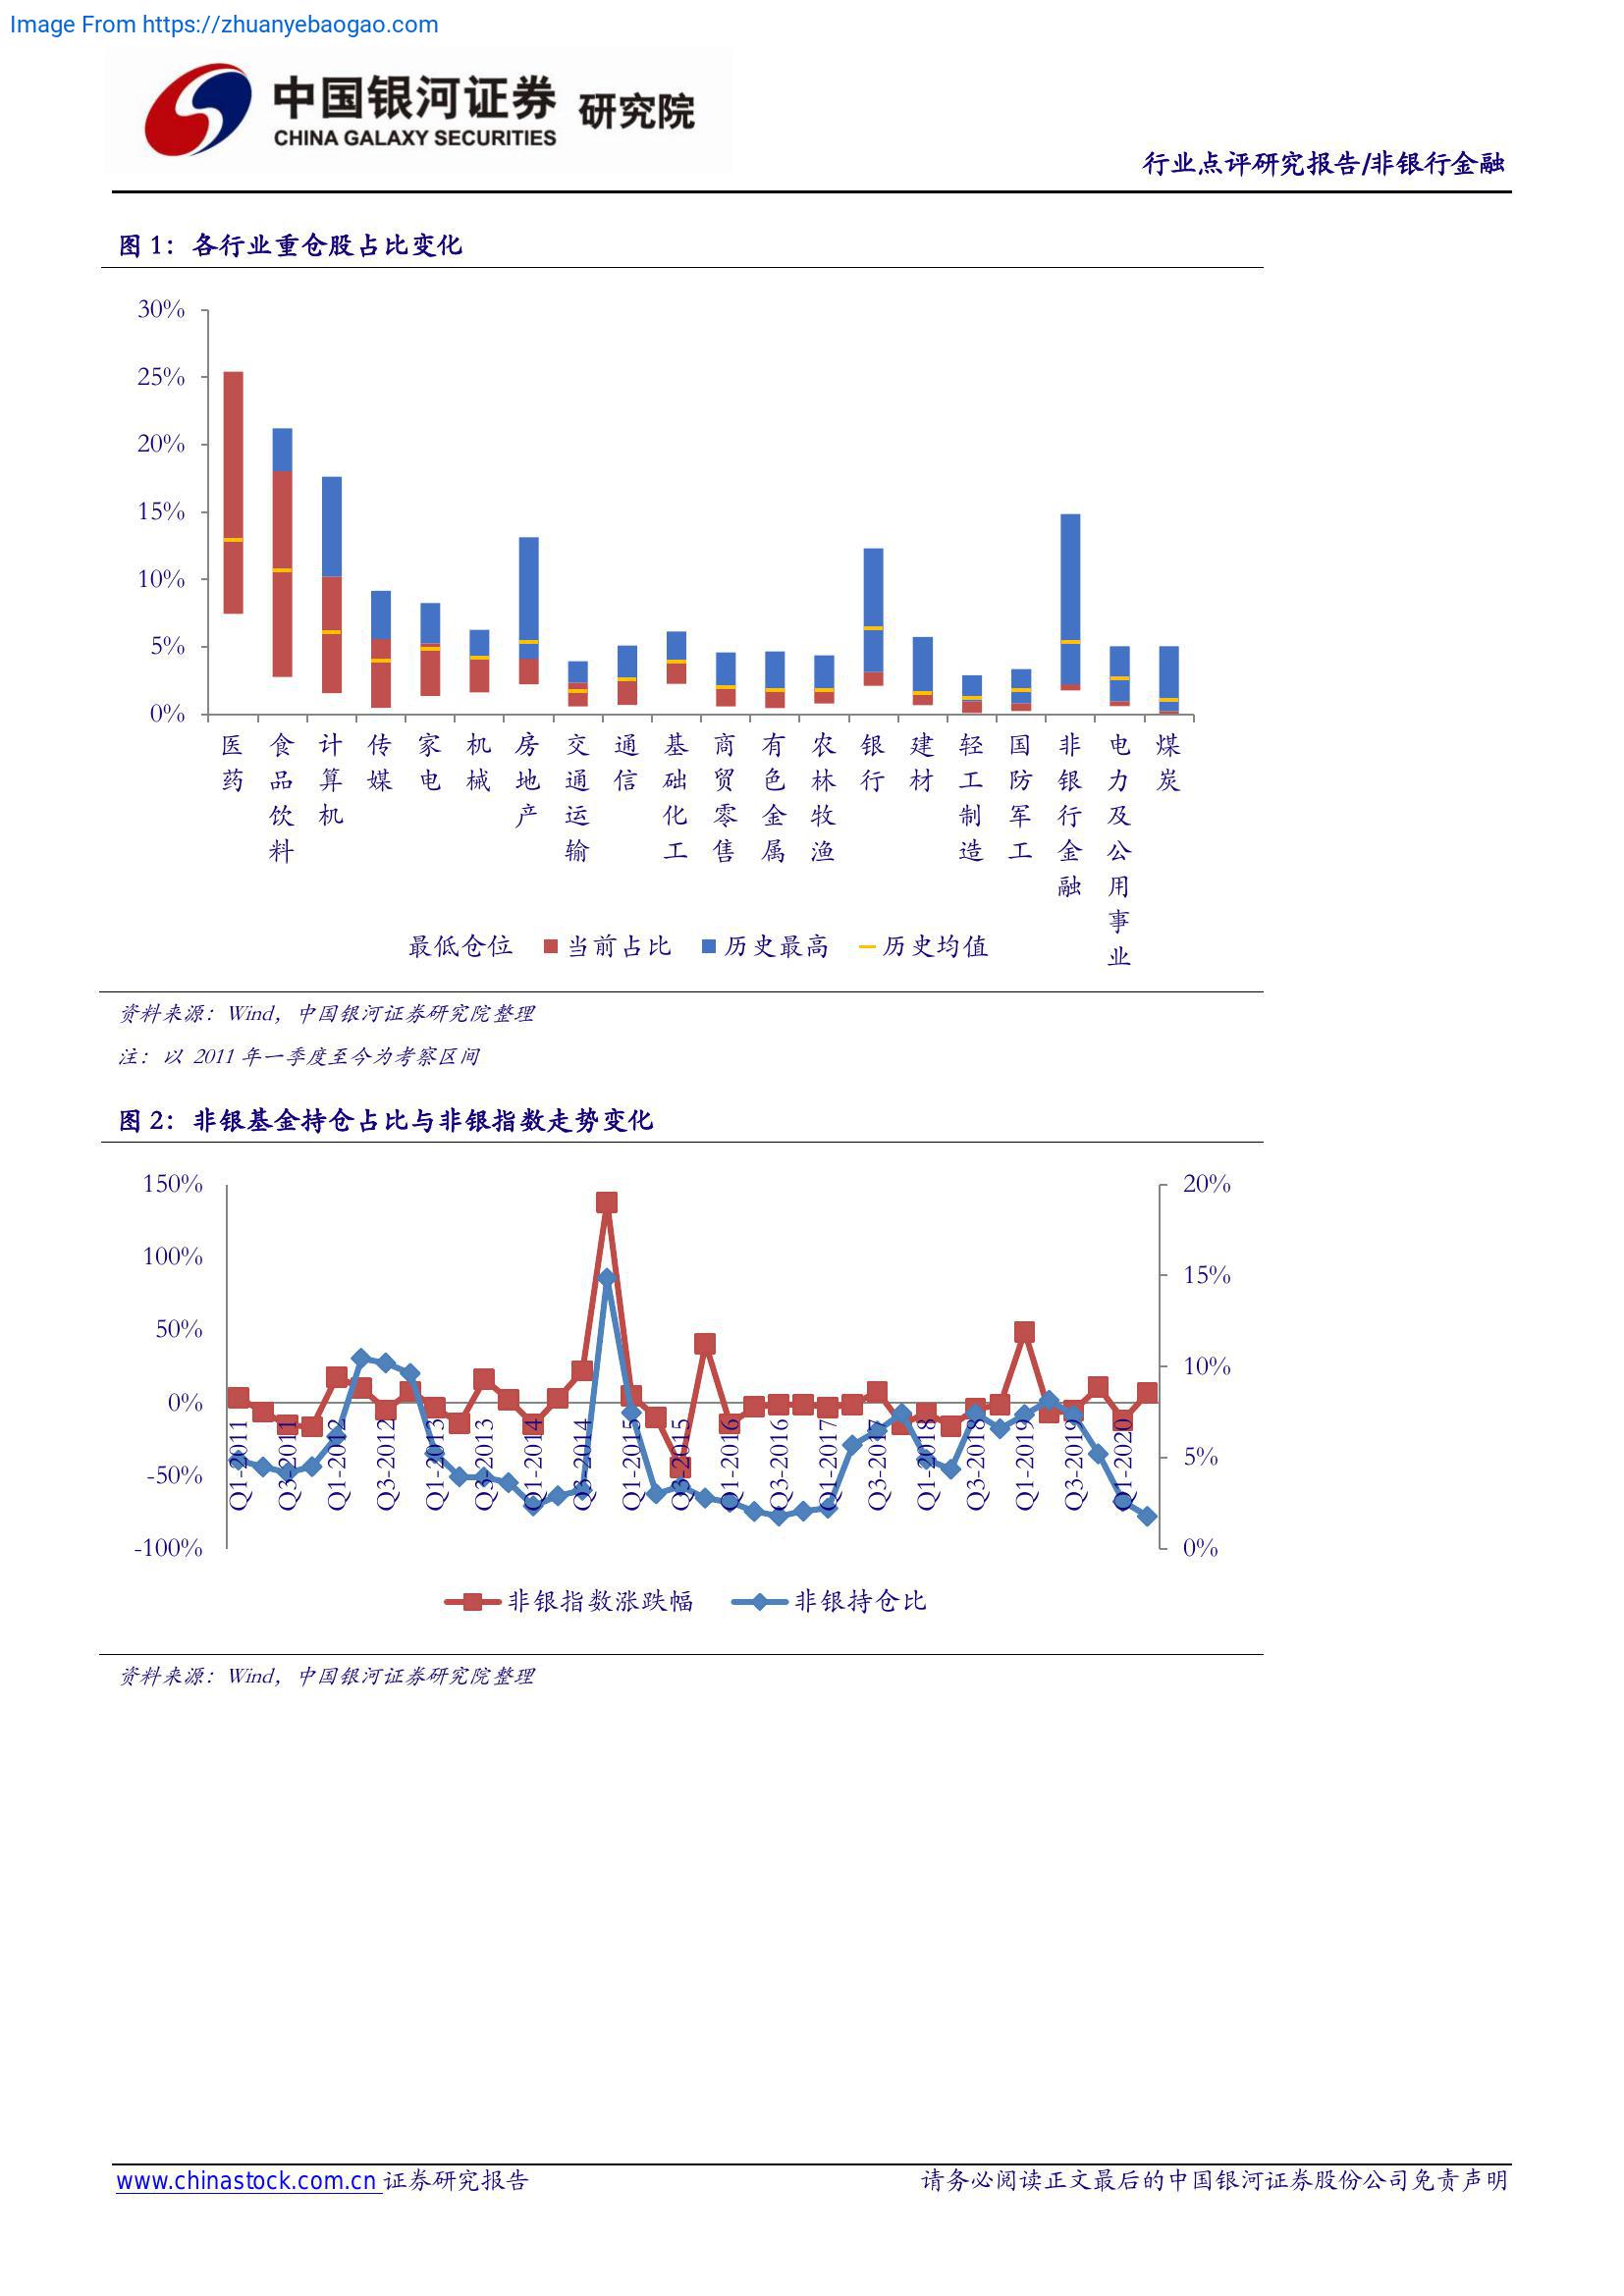 Image From https://zhuanyebaogao.com
中国银河证券 研究院
CHINA GALAXY SECURITIES
行业点评研究报告/非银行金融
图 1：各行业重仓股占比变化
30%
25%
20%
15%
10%
5%
0%
医药
食品饮料
计算机
传媒
家电
机械
房地产
交通运输
通信
基础化工
商贸零售
有色金属
农林牧渔
银行
建材
轻工制造
国防军工
非银行金融
电力及公用事业
煤炭
最低仓位 当前占比 历史最高 历史均值
资料来源：Wind，中国银河证券研究院整理
注：以 2011 年一季度至今为考察区间
图 2：非银基金持仓占比与非银指数走势变化
150%
100%
50%
0%
-50%
-100%
20%
15%
10%
5%
0%
Q1-2011
Q3-2011
Q1-2012
Q3-2012
Q1-2013
Q3-2013
Q1-2014
Q3-2014
Q1-2015
Q3-2015
Q1-2016
Q3-2016
Q1-2017
Q3-2017
Q1-2018
Q3-2018
Q1-2019
Q3-2019
Q1-2020
非银指数涨跌幅 非银持仓比
资料来源：Wind，中国银河证券研究院整理
www.chinastock.com.cn 证券研究报告
请务必阅读正文最后的中国银河证券股份公司免责声明